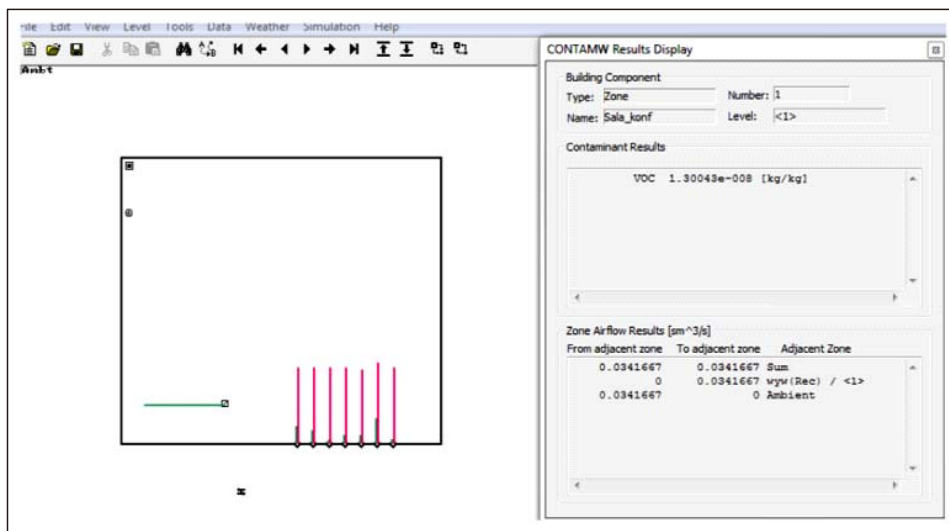 File Edit View Level Tools Data Weather Simulation Help
Ambt
CONTAMW Results Display
Building Component
Type: Zone Number: 1
Name: Sala_konf Level: <1>
Contaminant Results
VOC 1.30043e-008 [kg/kg]
Zone Airflow Results [sm^3/s]
From adjacent zone To adjacent zone Adjacent Zone
0.0341667 0.0341667 Sum
0 0.0341667 wyw(Rec) / <1>
0.0341667 0 Ambient